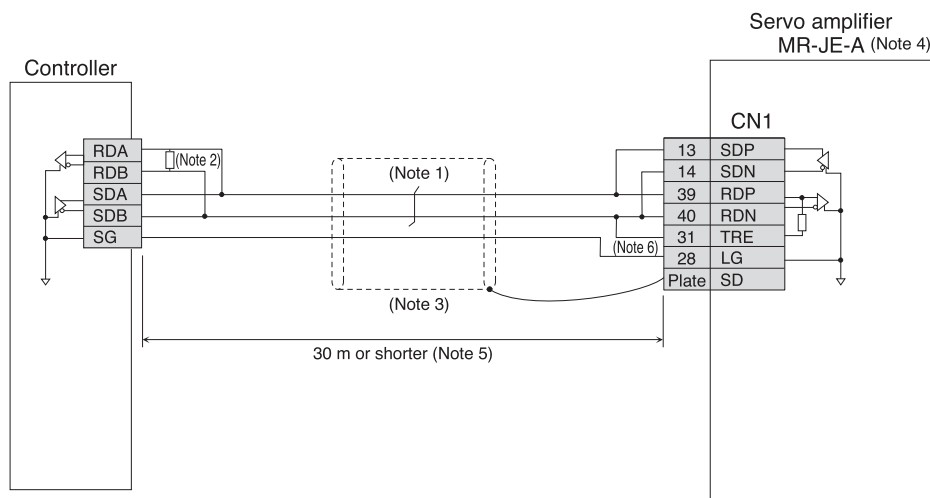 Servo amplifier
MR-JE-A (Note 4)
Controller
CN1
RDA
RDB
SDA
SDB
SG
(Note 2)
(Note 1)
(Note 3)
(Note 6)
13 SDP
14 SDN
39 RDP
40 RDN
31 TRE
28 LG
Plate SD
30 m or shorter (Note 5)